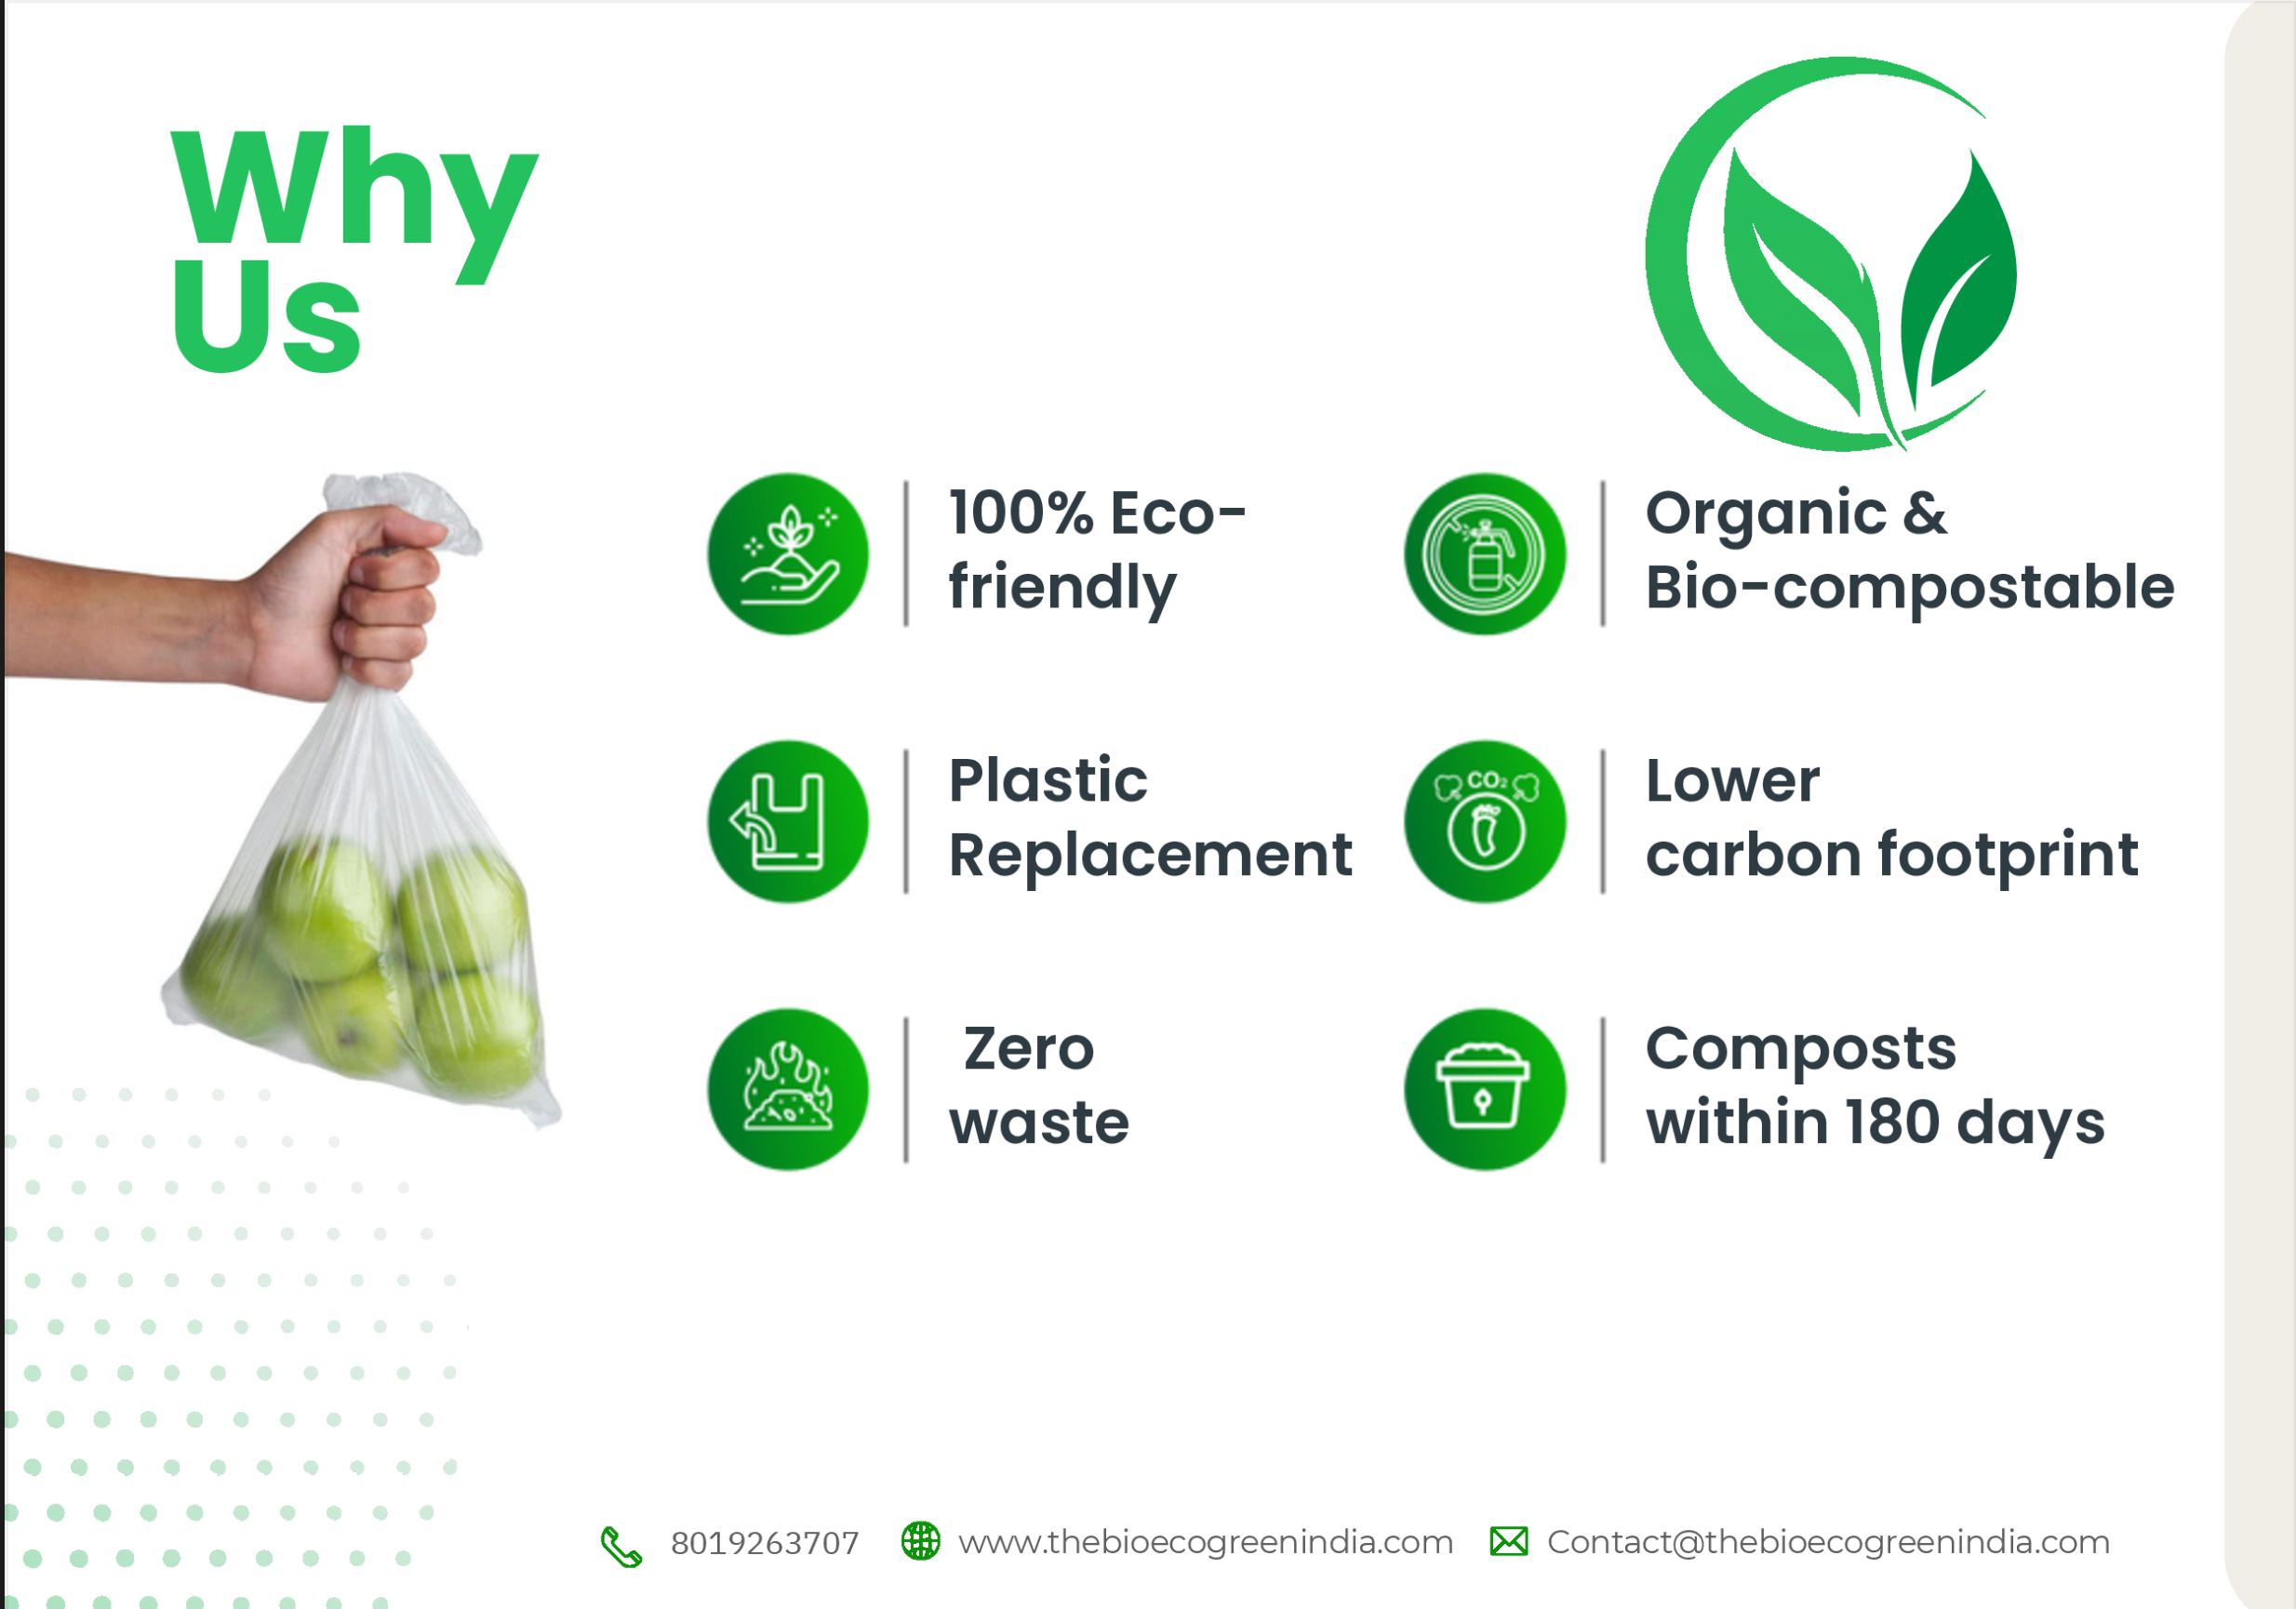 Why
Us
100% Eco-
friendly
Organic &
Bio-compostable
Plastic
Replacement
CO₂
Lower
carbon footprint
Zero
waste
Composts
within 180 days
8019263707
www.thebioecogreenindia.com
Contact@thebioecogreenindia.com